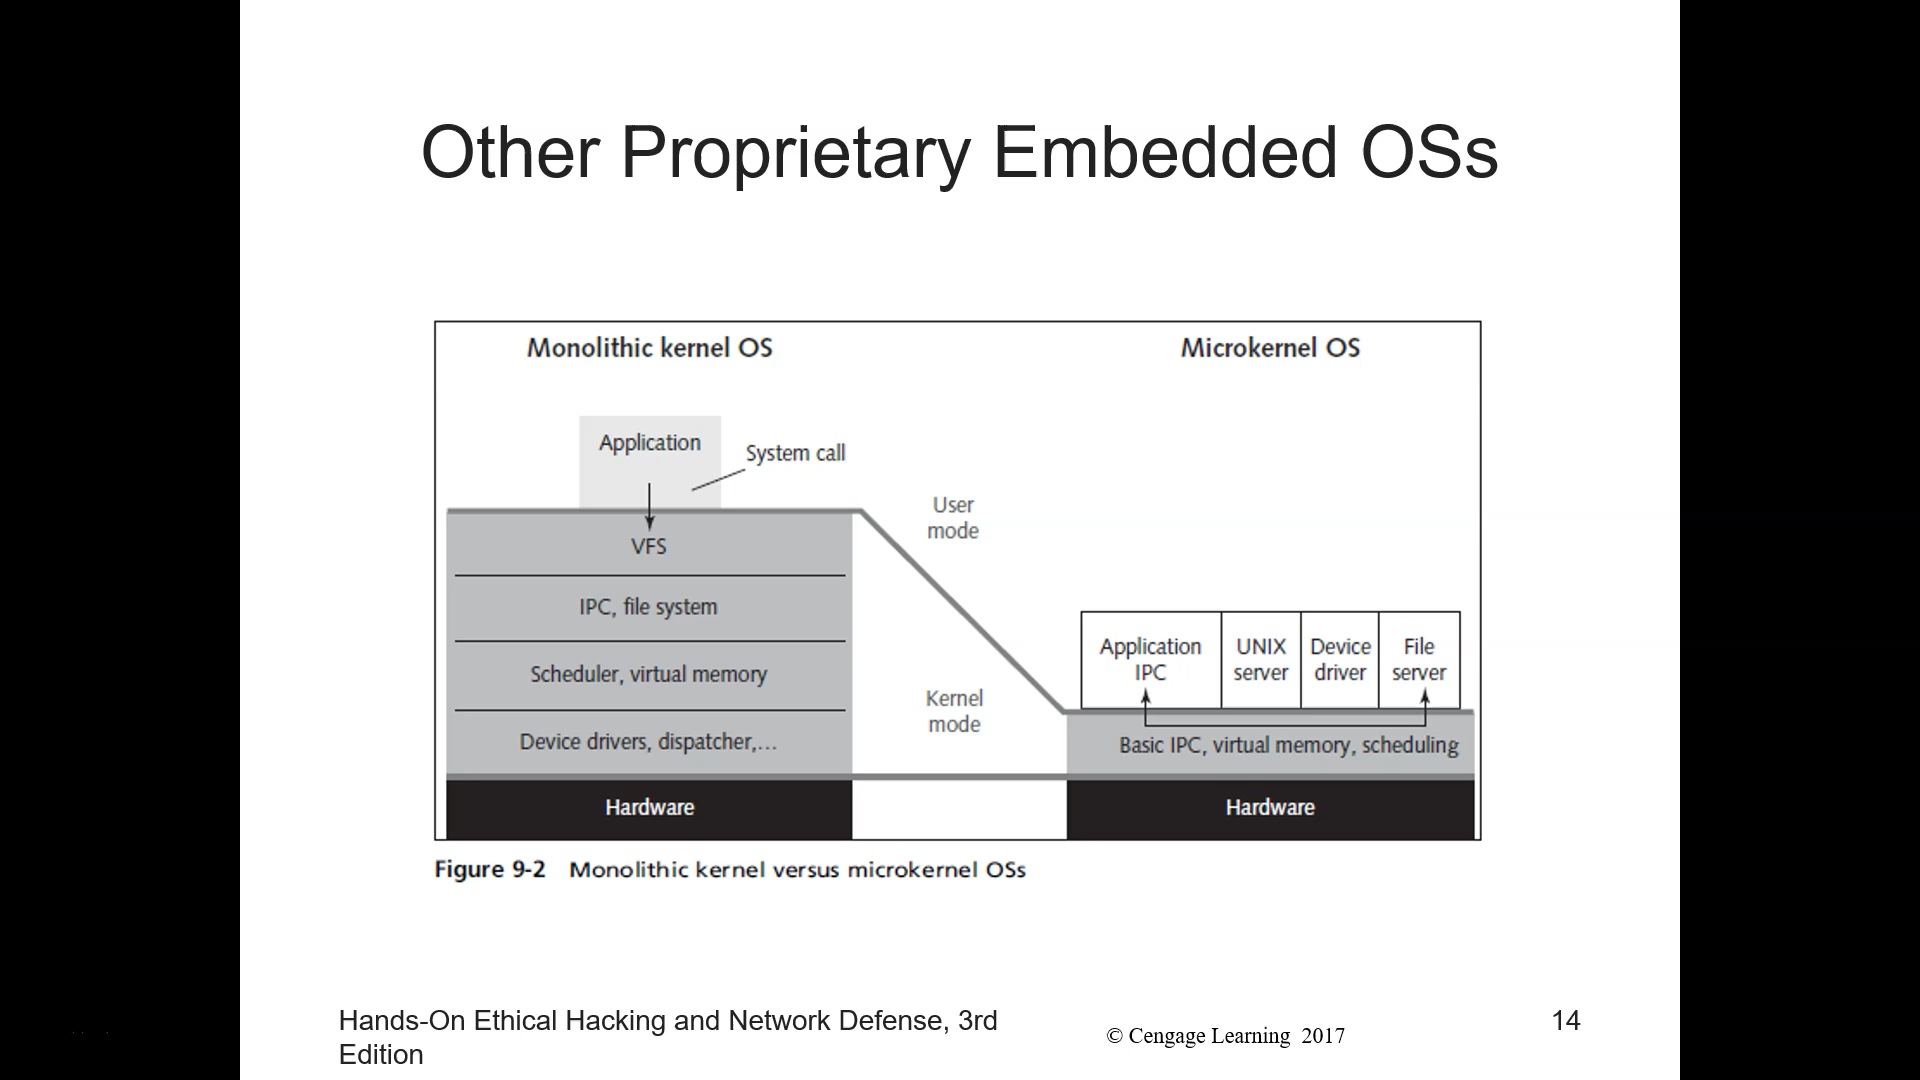 Other Proprietary Embedded OSs
Monolithic kernel OS
Microkernel OS
Application
System call
User
mode
VFS
IPC, file system
Scheduler, virtual memory
Device drivers, dispatcher,...
Hardware
Kernel
mode
Application
IPC
UNIX
server
Device
driver
File
server
Basic IPC, virtual memory, scheduling
Hardware
Figure 9-2 Monolithic kernel versus microkernel OSs
Hands-On Ethical Hacking and Network Defense, 3rd
Edition
© Cengage Learning 2017
14